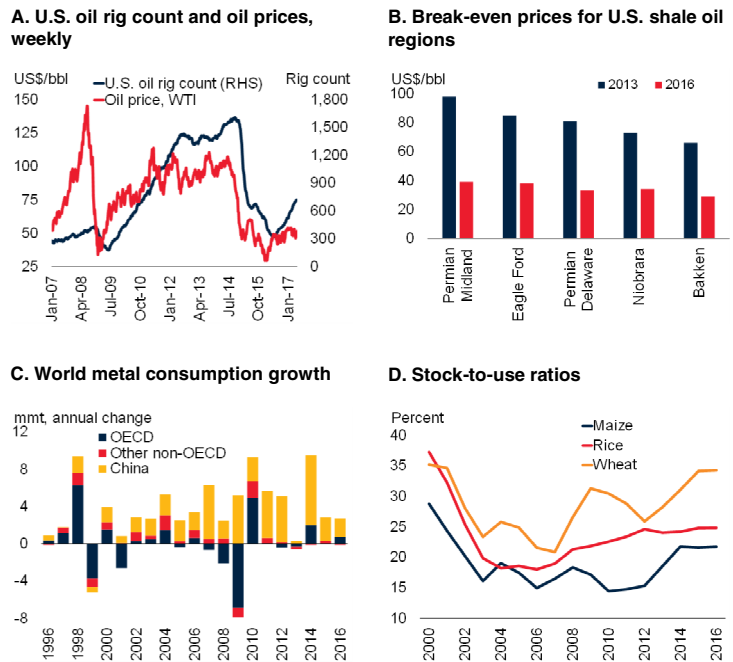 A. U.S. oil rig count and oil prices,
weekly
US$/bbl
Rig count
U.S. oil rig count (RHS)
Oil price, WTI
150
125
100
75
50
25
1,800
1,500
1,200
900
600
300
0
Jan-07
Apr-08
Jul-09
Oct-10
Jan-12
Apr-13
Jul-14
Oct-15
Jan-17
B. Break-even prices for U.S. shale oil
regions
US$/bbl
2013
2016
100
80
60
40
20
0
Permian
Midland
Eagle Ford
Permian
Delaware
Niobrara
Bakken
C. World metal consumption growth
mmt, annual change
OECD
Other non-OECD
China
12
8
4
0
-4
-8
1996
1998
2000
2002
2004
2006
2008
2010
2012
2014
2016
D. Stock-to-use ratios
Percent
Maize
Rice
Wheat
40
35
30
25
20
15
10
2000
2002
2004
2006
2008
2010
2012
2014
2016